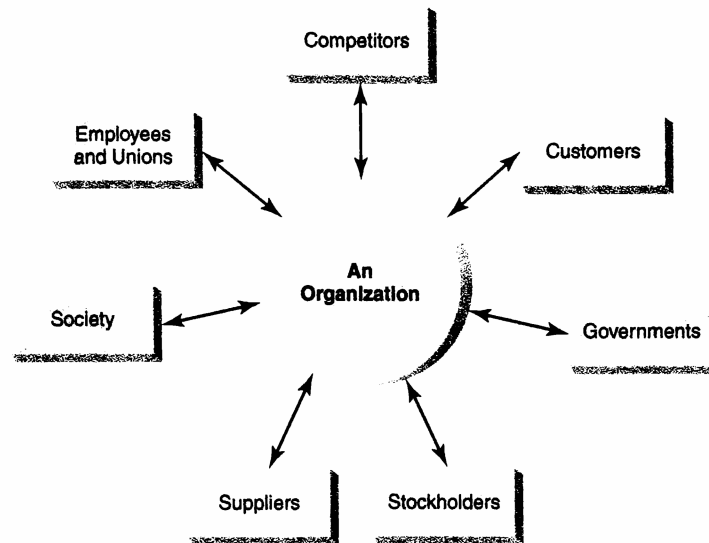 Competitors
Employees
and Unions
Customers
An
Organization
Society
Governments
Suppliers
Stockholders